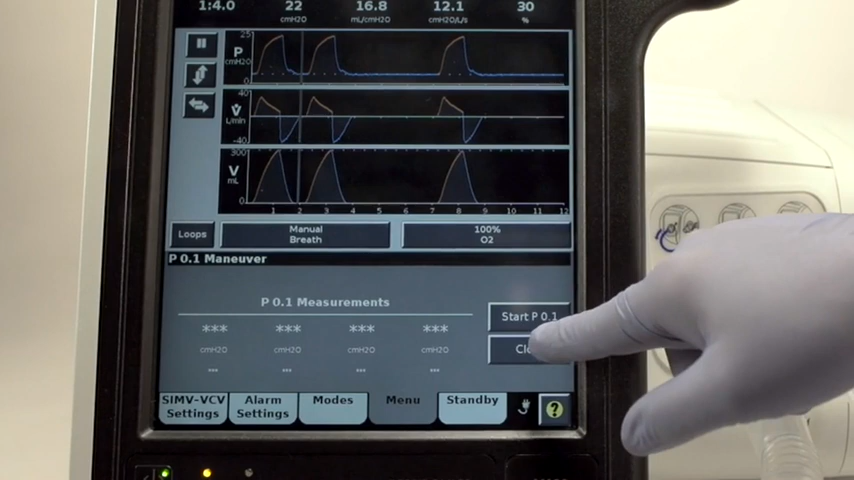 1:4.0 22 16.8 12.1 30
cmH2O mL/cmH2O cmH2O/L/s %
25
P
cmH2O
0
40
V̇
L/min
-40
300
V
mL
0
1 2 3 4 5 6 7 8 9 10 11 12
Loops
Manual
Breath
100%
O2
P 0.1 Maneuver
P 0.1 Measurements
*** *** *** ***
cmH2O cmH2O cmH2O cmH2O
... ... ... ...
Start P 0.1
SIMV-VCV
Settings
Alarm
Settings
Modes
Menu
Standby
?